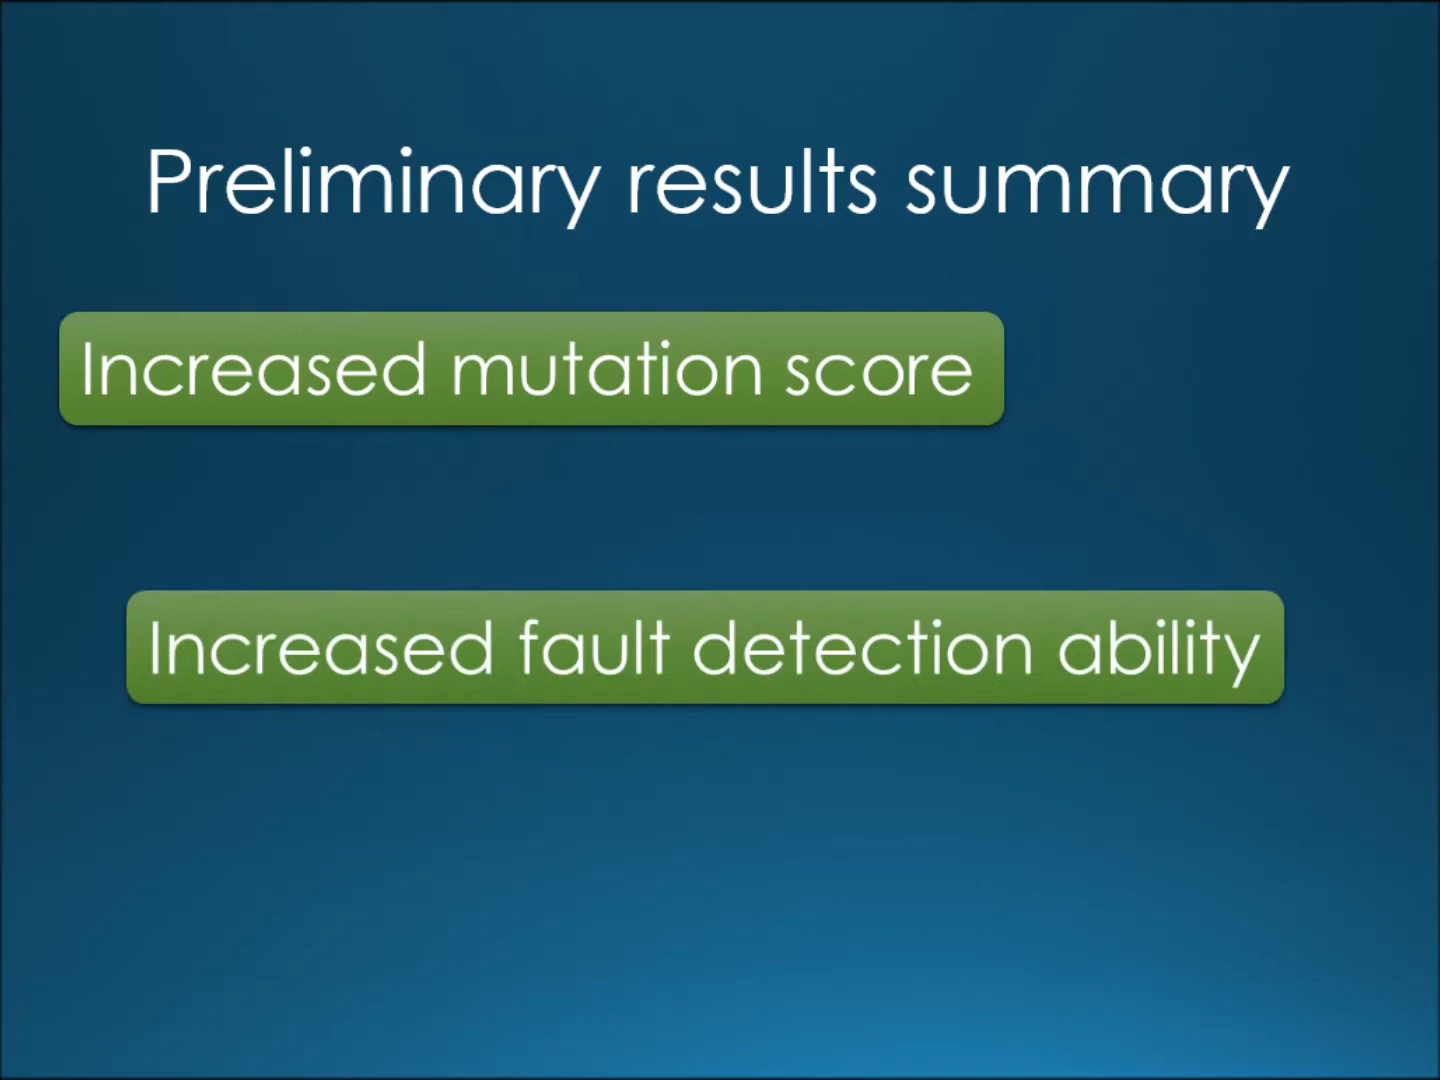 Preliminary results summary
Increased mutation score
Increased fault detection ability